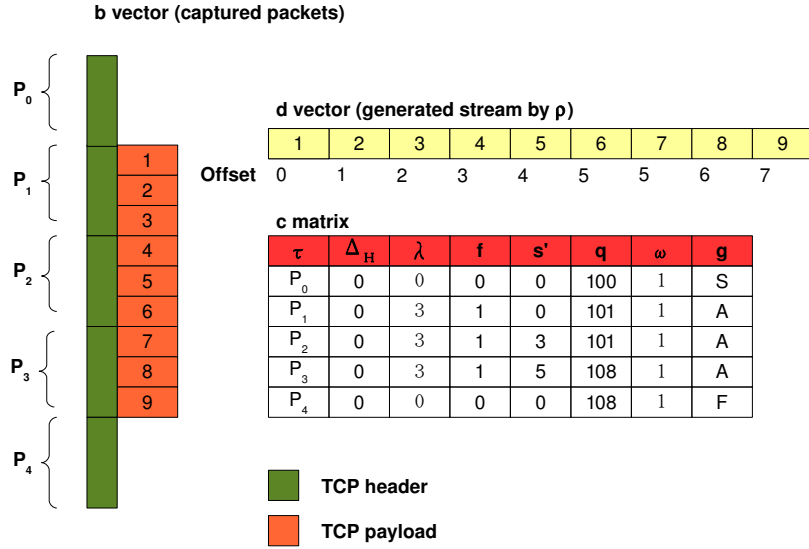 b vector (captured packets)
P0
P1
P2
P3
P4
1
2
3
4
5
6
7
8
9
d vector (generated stream by ρ)
1 2 3 4 5 6 7 8 9
Offset 0 1 2 3 4 5 5 6 7
c matrix
τ ΔH λ f s' q ω g
P0 0 0 0 0 100 1 S
P1 0 3 1 0 101 1 A
P2 0 3 1 3 101 1 A
P3 0 3 1 5 108 1 A
P4 0 0 0 0 108 1 F
TCP header
TCP payload